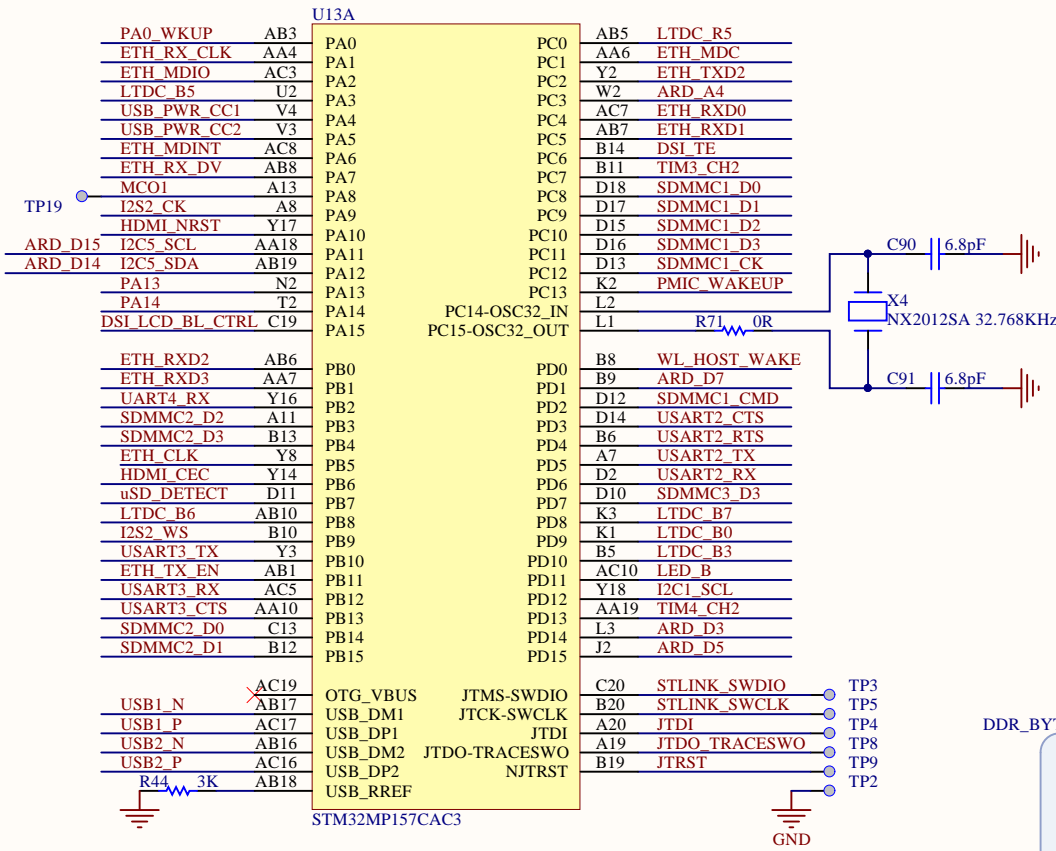 U13A
PA0_WKUP AB3 PA0 PC0 AB5 LTDC_R5
ETH_RX_CLK AA4 PA1 PC1 AA6 ETH_MDC
ETH_MDIO AC3 PA2 PC2 Y2 ETH_TXD2
LTDC_B5 U2 PA3 PC3 W2 ARD_A4
USB_PWR_CC1 V4 PA4 PC4 AC7 ETH_RXD0
USB_PWR_CC2 V3 PA5 PC5 AB7 ETH_RXD1
ETH_MDINT AC8 PA6 PC6 B14 DSI_TE
ETH_RX_DV AB8 PA7 PC7 B11 TIM3_CH2
TP19 MCO1 A13 PA8 PC8 D18 SDMMC1_D0
I2S2_CK A8 PA9 PC9 D17 SDMMC1_D1
HDMI_NRST Y17 PA10 PC10 D15 SDMMC1_D2
ARD_D15 I2C5_SCL AA18 PA11 PC11 D16 SDMMC1_D3 C90 6.8pF
ARD_D14 I2C5_SDA AB19 PA12 PC12 D13 SDMMC1_CK
PA13 N2 PA13 PC13 K2 PMIC_WAKEUP
PA14 T2 PA14 PC14-OSC32_IN L2 X4
DSI_LCD_BL_CTRL C19 PA15 PC15-OSC32_OUT L1 R71 0R NX2012SA 32.768KHz
ETH_RXD2 AB6 PB0 PD0 B8 WL_HOST_WAKE
ETH_RXD3 AA7 PB1 PD1 B9 ARD_D7 C91 6.8pF
UART4_RX Y16 PB2 PD2 D12 SDMMC1_CMD
SDMMC2_D2 A11 PB3 PD3 D14 USART2_CTS
SDMMC2_D3 B13 PB4 PD4 B6 USART2_RTS
ETH_CLK Y8 PB5 PD5 A7 USART2_TX
HDMI_CEC Y14 PB6 PD6 D2 USART2_RX
uSD_DETECT D11 PB7 PD7 D10 SDMMC3_D3
LTDC_B6 AB10 PB8 PD8 K3 LTDC_B7
I2S2_WS B10 PB9 PD9 K1 LTDC_B0
USART3_TX Y3 PB10 PD10 B5 LTDC_B3
ETH_TX_EN AB1 PB11 PD11 AC10 LED_B
USART3_RX AC5 PB12 PD12 Y18 I2C1_SCL
USART3_CTS AA10 PB13 PD13 AA19 TIM4_CH2
SDMMC2_D0 C13 PB14 PD14 L3 ARD_D3
SDMMC2_D1 B12 PB15 PD15 J2 ARD_D5
AC19 OTG_VBUS JTMS-SWDIO C20 STLINK_SWDIO TP3
USB1_N AB17 USB_DM1 JTCK-SWCLK B20 STLINK_SWCLK TP5
USB1_P AC17 USB_DP1 JTDI A20 JTDI TP4
USB2_N AB16 USB_DM2 JTDO-TRACESWO A19 JTDO_TRACESWO TP8
USB2_P AC16 USB_DP2 NJTRST B19 JTRST TP9
R44 3K AB18 USB_RREF TP2
STM32MP157CAC3
GND
DDR_BYT